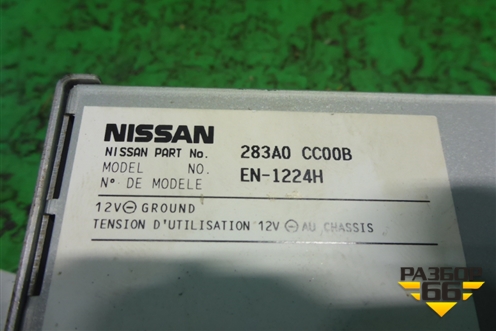 NISSAN
NISSAN PART No. 283A0 CC00B
MODEL NO. EN-1224H
N° DE MODELE
12V ⊖ GROUND
TENSION D'UTILISATION 12V ⊖ AU CHASSIS
РАЗБОР
66